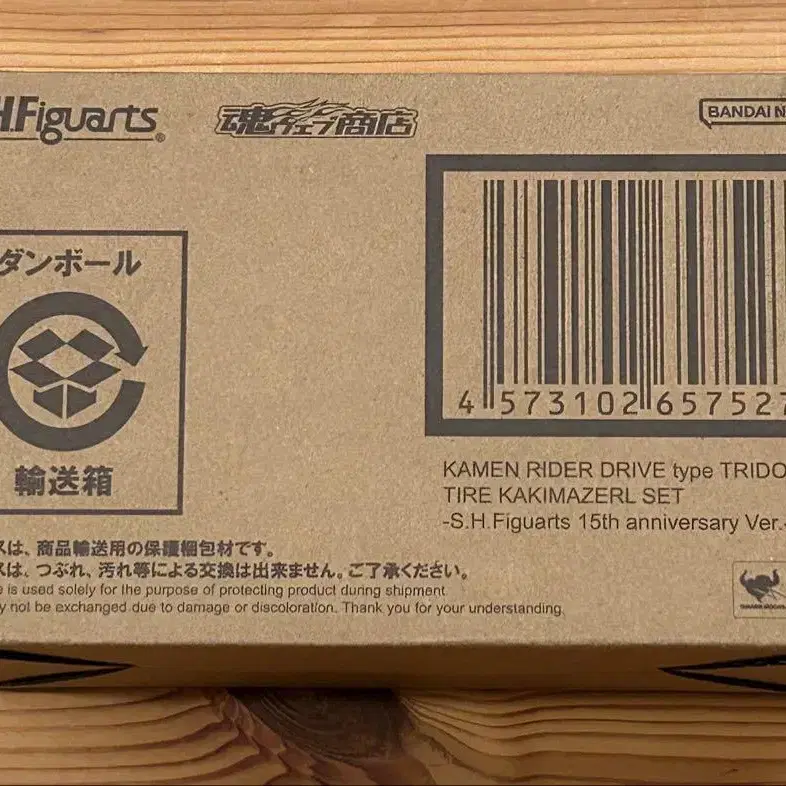 H.Figuarts®
魂ウェブ商店
BANDAI N
ダンボール
輸送箱
4 573102 657527
KAMEN RIDER DRIVE type TRIDO
TIRE KAKIMAZERL SET
-S.H.Figuarts 15th anniversary Ver.-
スは、商品輸送用の保護梱包材です。
スは、つぶれ、汚れ等による交換は出来ません。ご了承ください。
e is used solely for the purpose of protecting product during shipment.
y not be exchanged due to damage or discoloration. Thank you for your understanding.